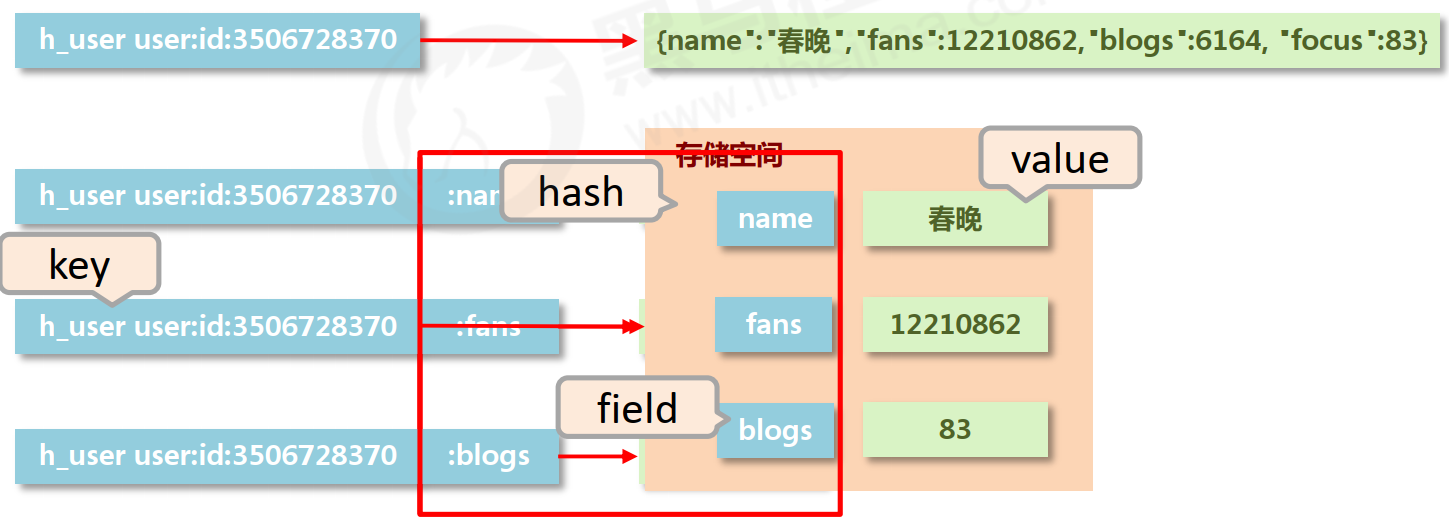 h_user user:id:3506728370
{name":"春晚","fans":12210862,"blogs":6164, "focus":83}
存储空间
value
h_user user:id:3506728370
hash
name
春晚
key
h_user user:id:3506728370 :fans
fans
12210862
field
blogs
83
h_user user:id:3506728370 :blogs